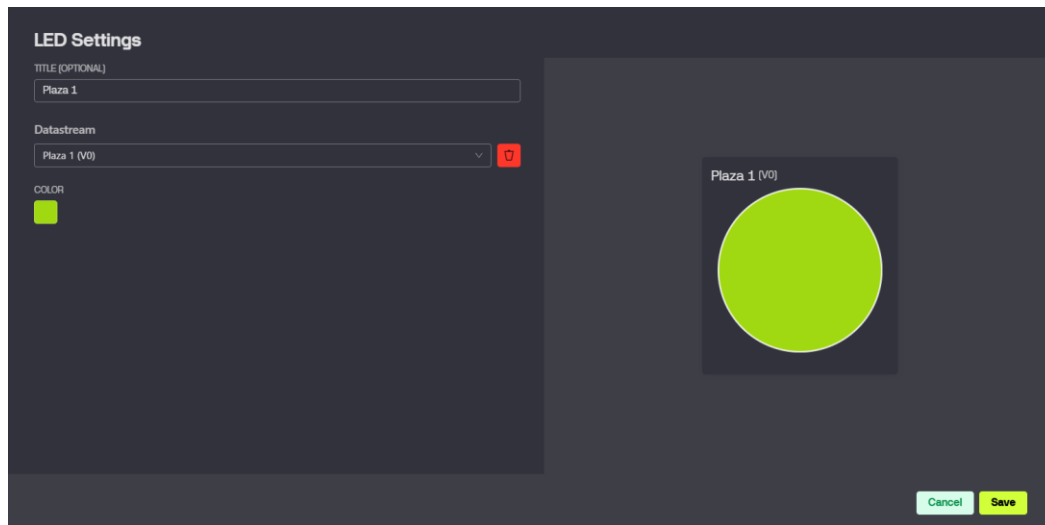 LED Settings
TITLE (OPTIONAL)
Plaza 1
Datastream
Plaza 1 (V0)
COLOR
Plaza 1 (V0)
Cancel
Save